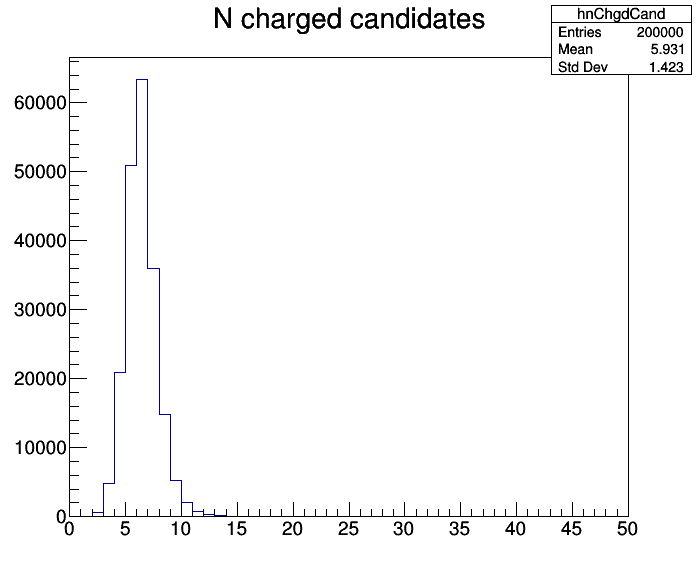 N charged candidates
hnChgdCand
Entries 200000
Mean 5.931
Std Dev 1.423
60000
50000
40000
30000
20000
10000
0
0 5 10 15 20 25 30 35 40 45 50